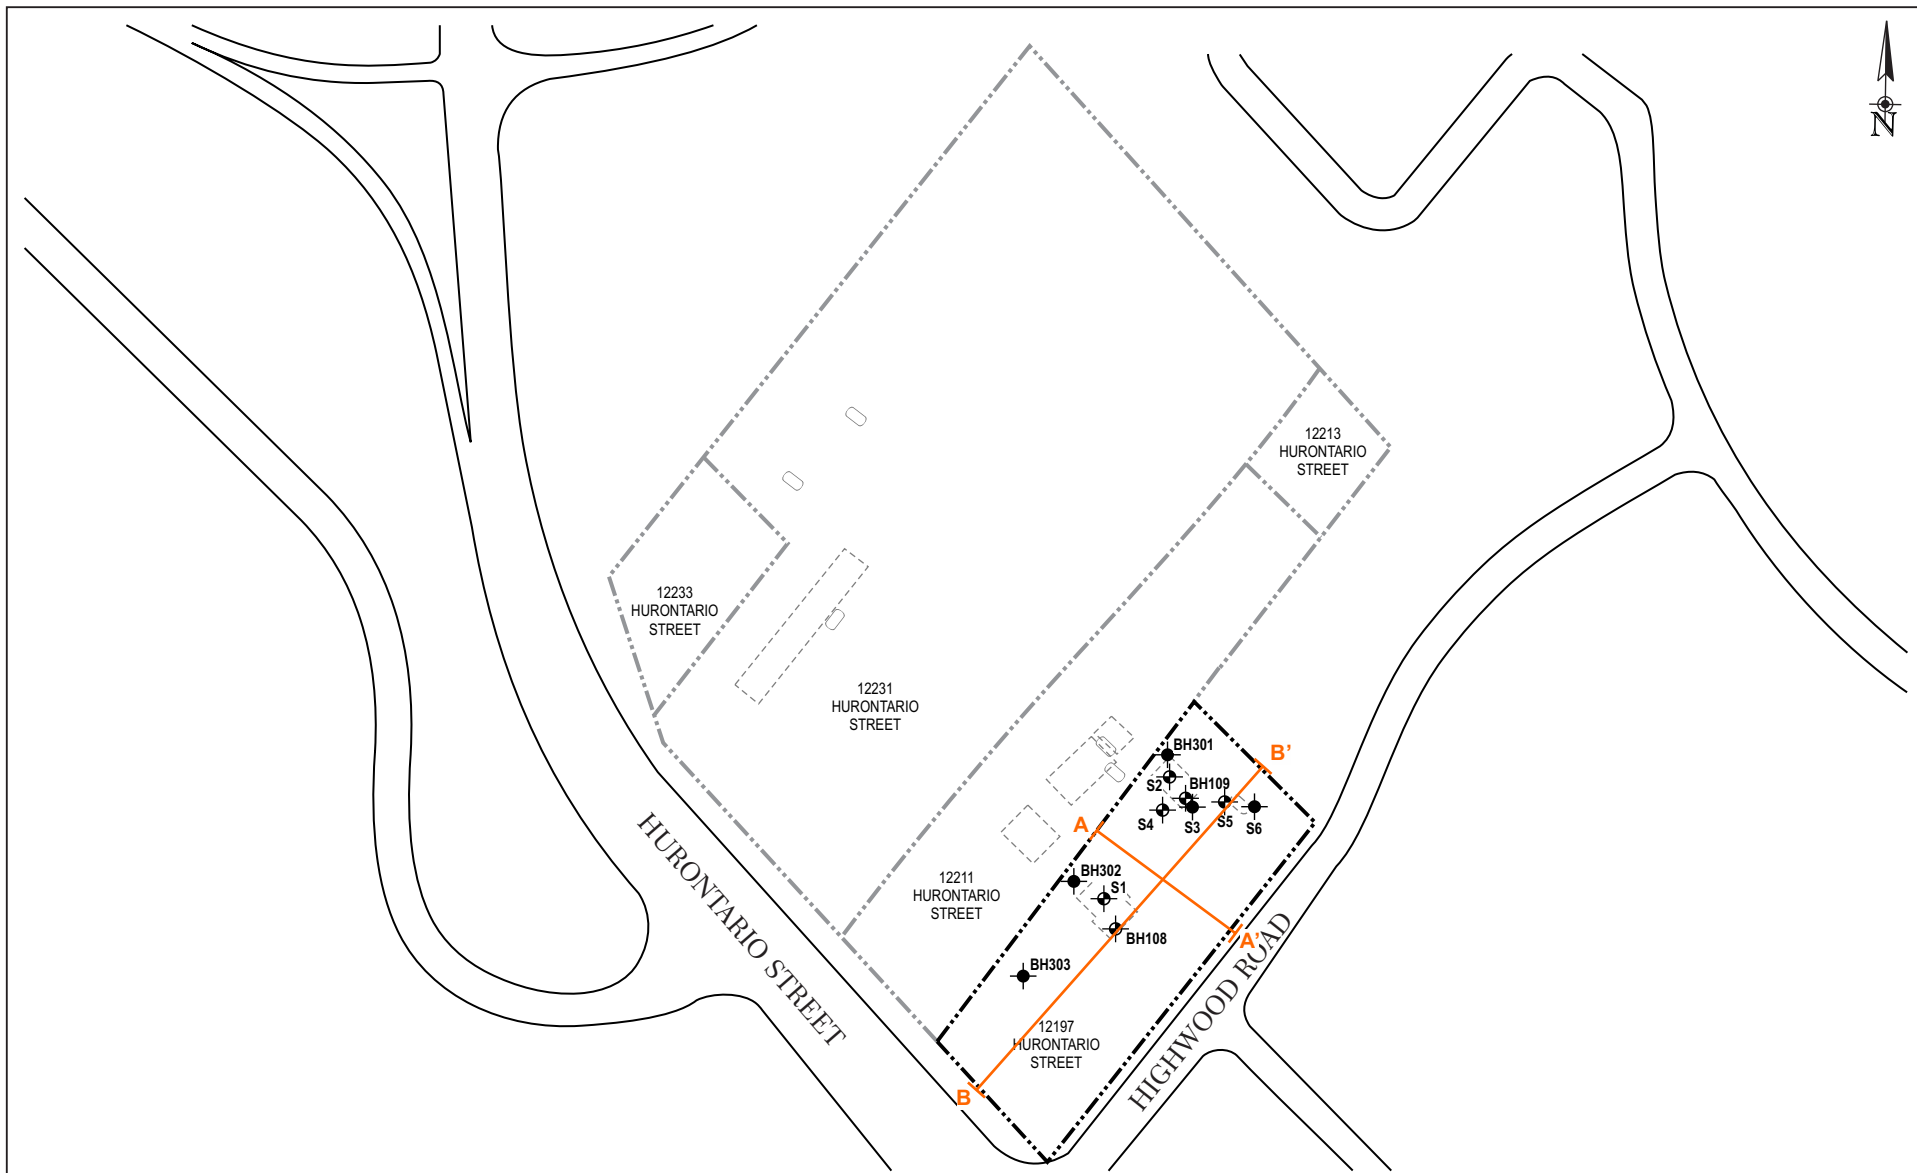 N
12213
HURONTARIO
STREET
12233
HURONTARIO
STREET
12231
HURONTARIO
STREET
BH301
B'
S2
BH109
S4
S3
S5
S6
A
BH302
S1
12211
HURONTARIO
STREET
BH108
A'
BH303
HURONTARIO STREET
HIGHWOOD ROAD
12197
HURONTARIO
STREET
B